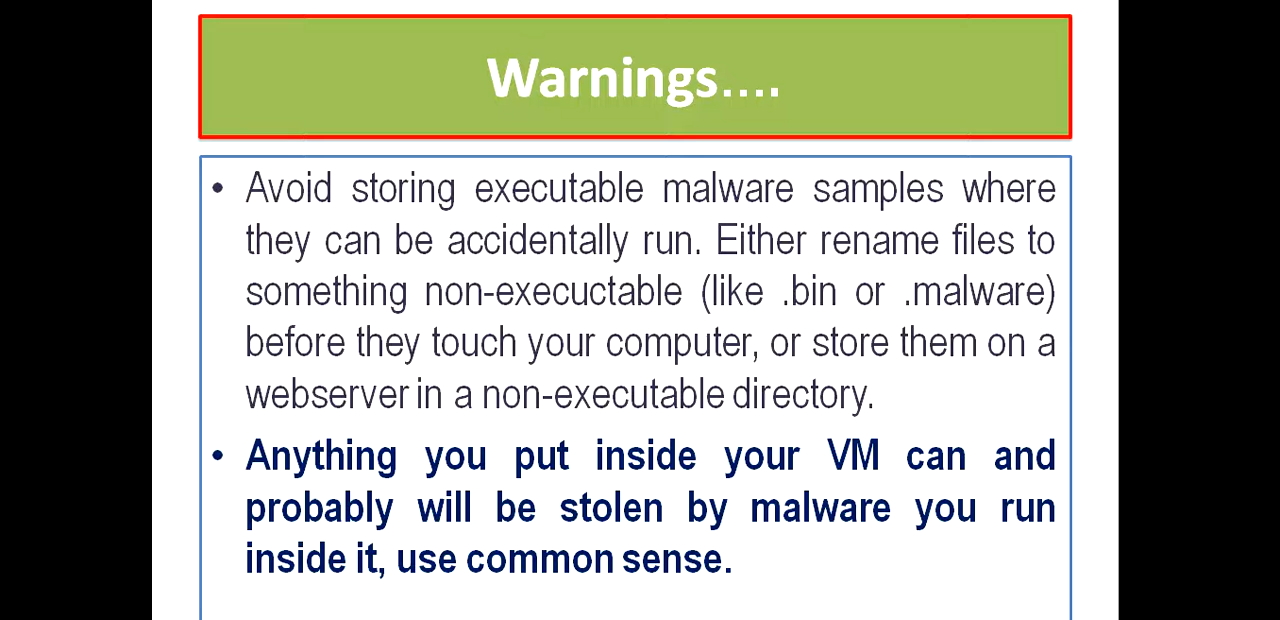 Warnings....
• Avoid storing executable malware samples where
they can be accidentally run. Either rename files to
something non-execuctable (like .bin or .malware)
before they touch your computer, or store them on a
webserver in a non-executable directory.
• Anything you put inside your VM can and
probably will be stolen by malware you run
inside it, use common sense.